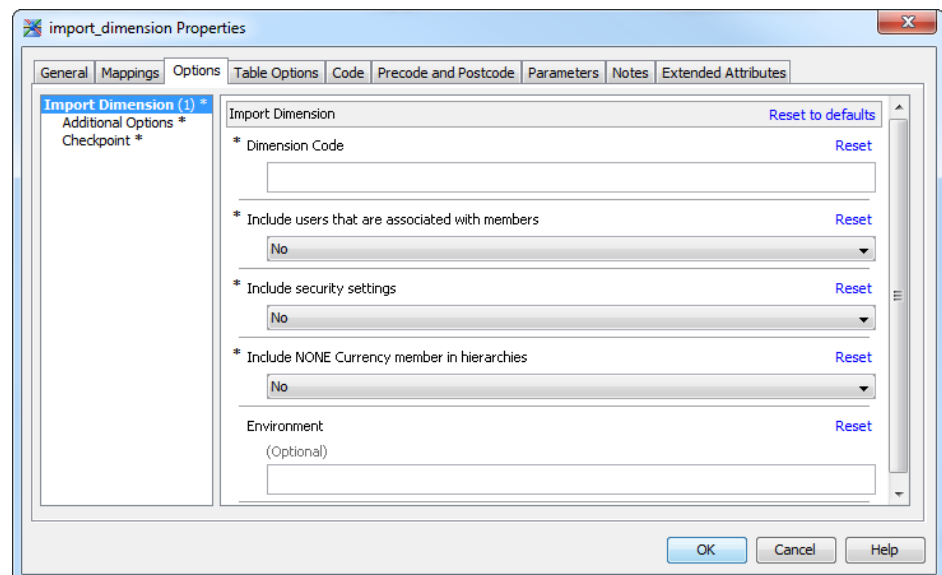 import_dimension Properties
General Mappings Options Table Options Code Precode and Postcode Parameters Notes Extended Attributes
Import Dimension (1) *
Additional Options *
Checkpoint *
Import Dimension Reset to defaults
* Dimension Code Reset
* Include users that are associated with members Reset
No
* Include security settings Reset
No
* Include NONE Currency member in hierarchies Reset
No
Environment Reset
(Optional)
OK Cancel Help